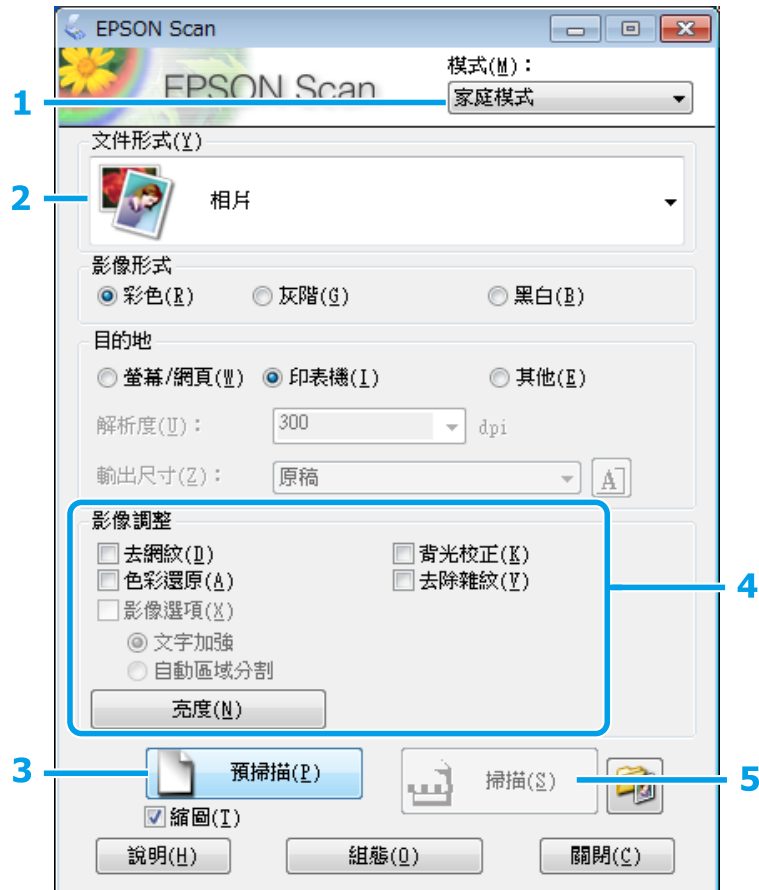 EPSON Scan
EPSON Scan
模式(M)：
1
家庭模式
文件形式(Y)
2
相片
影像形式
彩色(R) 灰階(G) 黑白(B)
目的地
螢幕/網頁(W) 印表機(I) 其他(E)
解析度(U)： 300 dpi
輸出尺寸(Z)： 原稿 A
影像調整
去網紋(D) 背光校正(K)
色彩還原(A) 去除雜紋(V)
4
影像選項(X)
文字加強
自動區域分割
亮度(N)
3 預掃描(P) 掃描(S) 5
縮圖(T)
說明(H) 組態(O) 關閉(C)